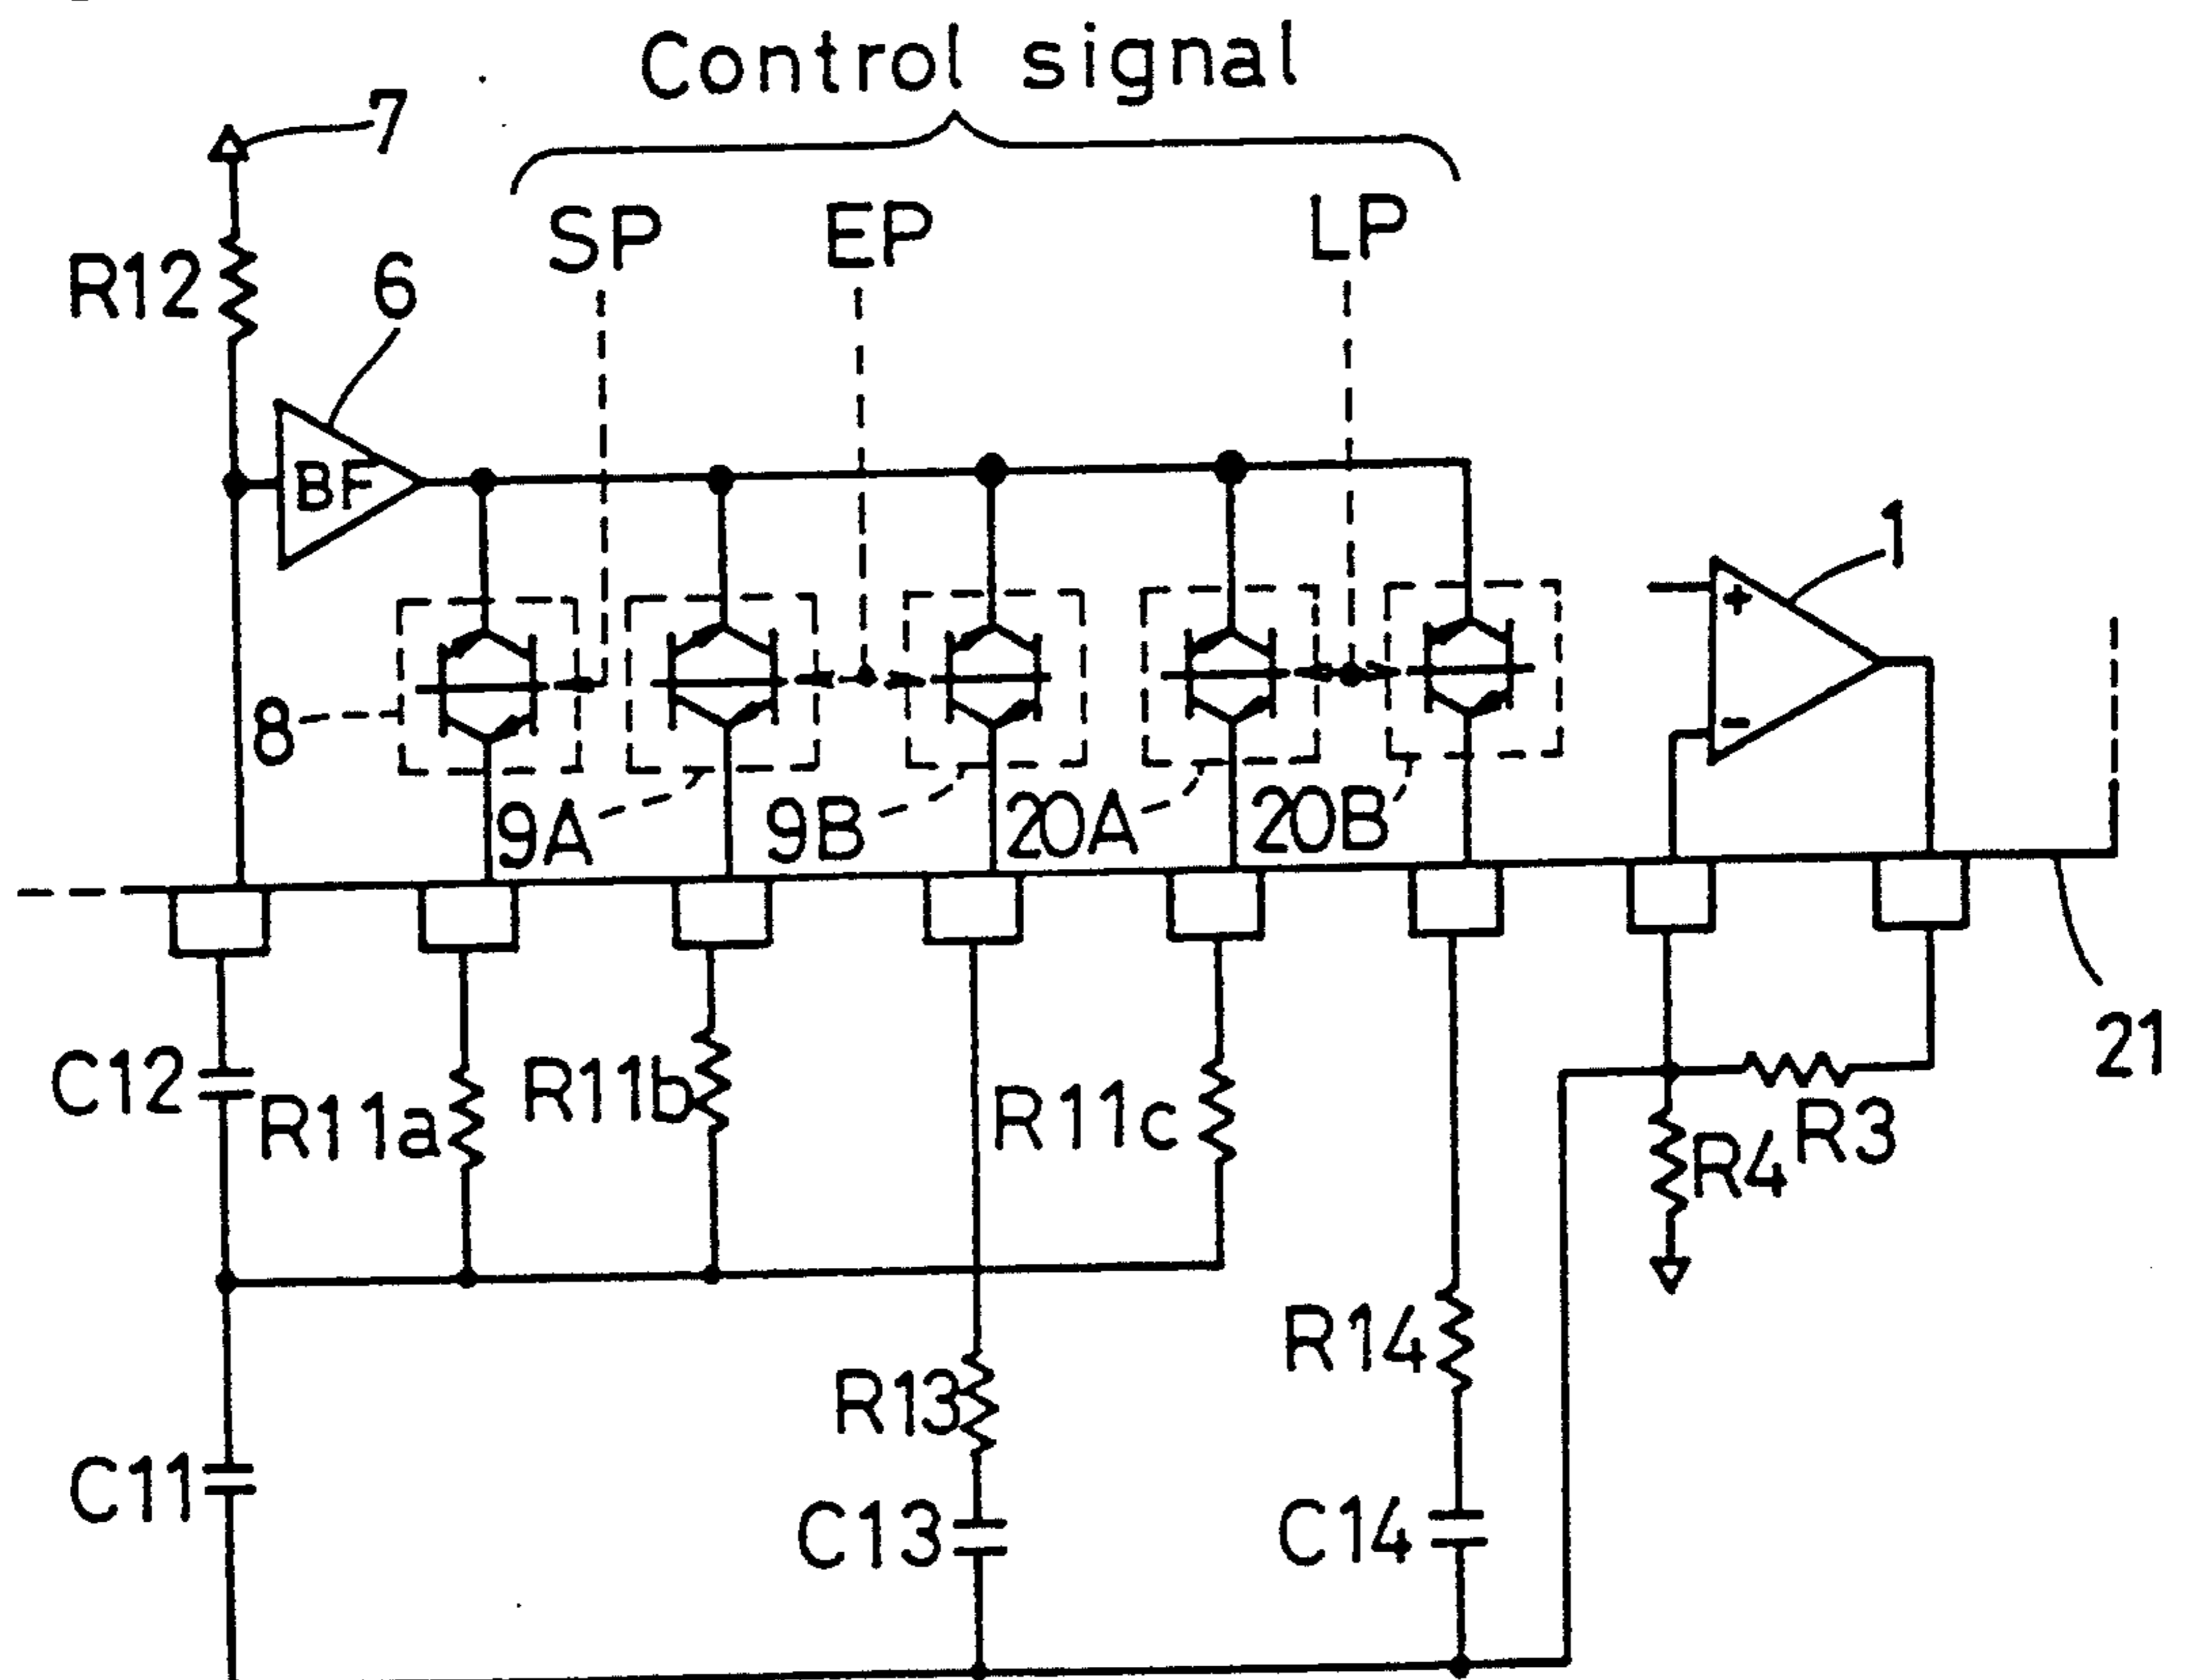 Control signal
7
SP
EP
LP
R12
6
BF
1
+
-
8
9A
9B
20A
20B
21
C12
R11a
R11b
R11c
R3
R4
R14
R13
C11
C13
C14